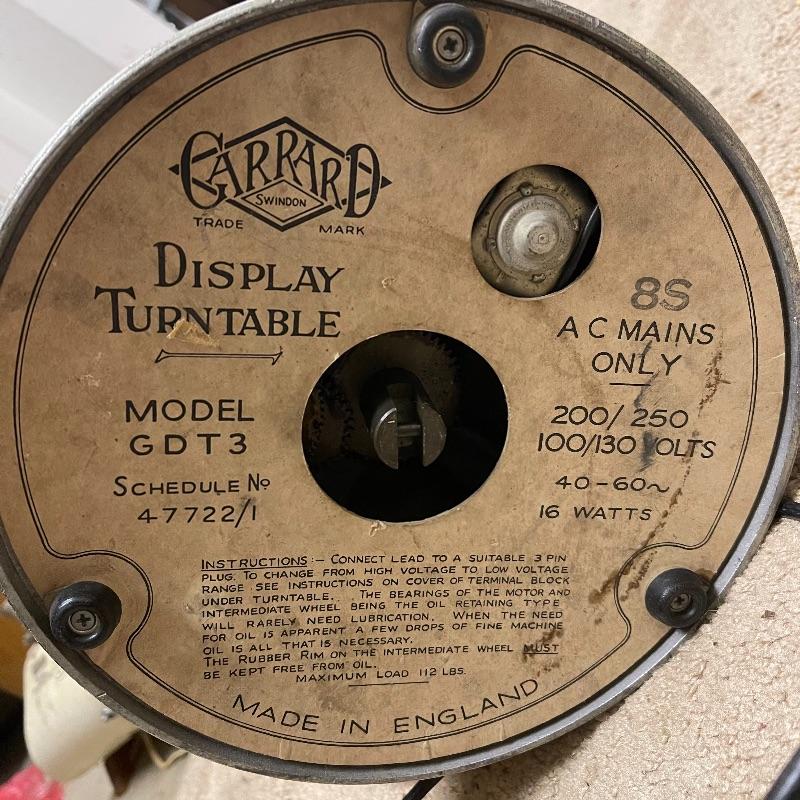 GARRARD
SWINDON
TRADE MARK
DISPLAY
TURNTABLE
MODEL
GDT3
SCHEDULE No
47722/1
8S
A C MAINS
ONLY
200/250
100/130 OLTS
40-60~
16 WATTS
INSTRUCTIONS:- CONNECT LEAD TO A SUITABLE 3 PIN
PLUG. TO CHANGE FROM HIGH VOLTAGE TO LOW VOLTAGE
RANGE SEE INSTRUCTIONS ON COVER OF TERMINAL BLOCK
UNDER TURNTABLE. THE BEARINGS OF THE MOTOR AND
INTERMEDIATE WHEEL BEING THE OIL RETAINING TYPE
WILL RARELY NEED LUBRICATION. WHEN THE NEED
FOR OIL IS APPARENT A FEW DROPS OF FINE MACHINE
OIL IS ALL THAT IS NECESSARY.
THE RUBBER RIM ON THE INTERMEDIATE WHEEL MUST
BE KEPT FREE FROM OIL.
MAXIMUM LOAD 112 LBS.
MADE IN ENGLAND